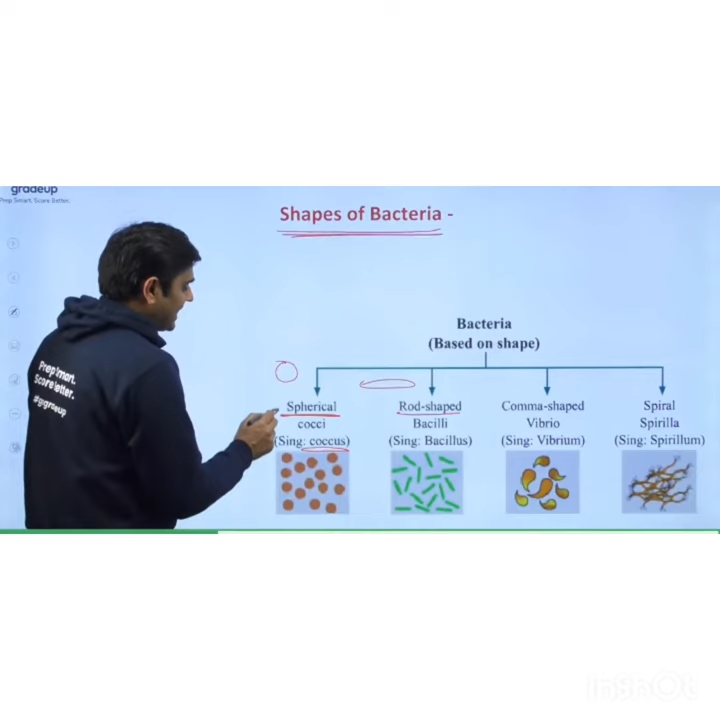 gradeup
Prep Smart. Score Better.
Shapes of Bacteria -
Bacteria
(Based on shape)
Spherical
cocci
(Sing: coccus)
Rod-shaped
Bacilli
(Sing: Bacillus)
Comma-shaped
Vibrio
(Sing: Vibrium)
Spiral
Spirilla
(Sing: Spirillum)
Prep Smart.
Score better.
#gogradeup